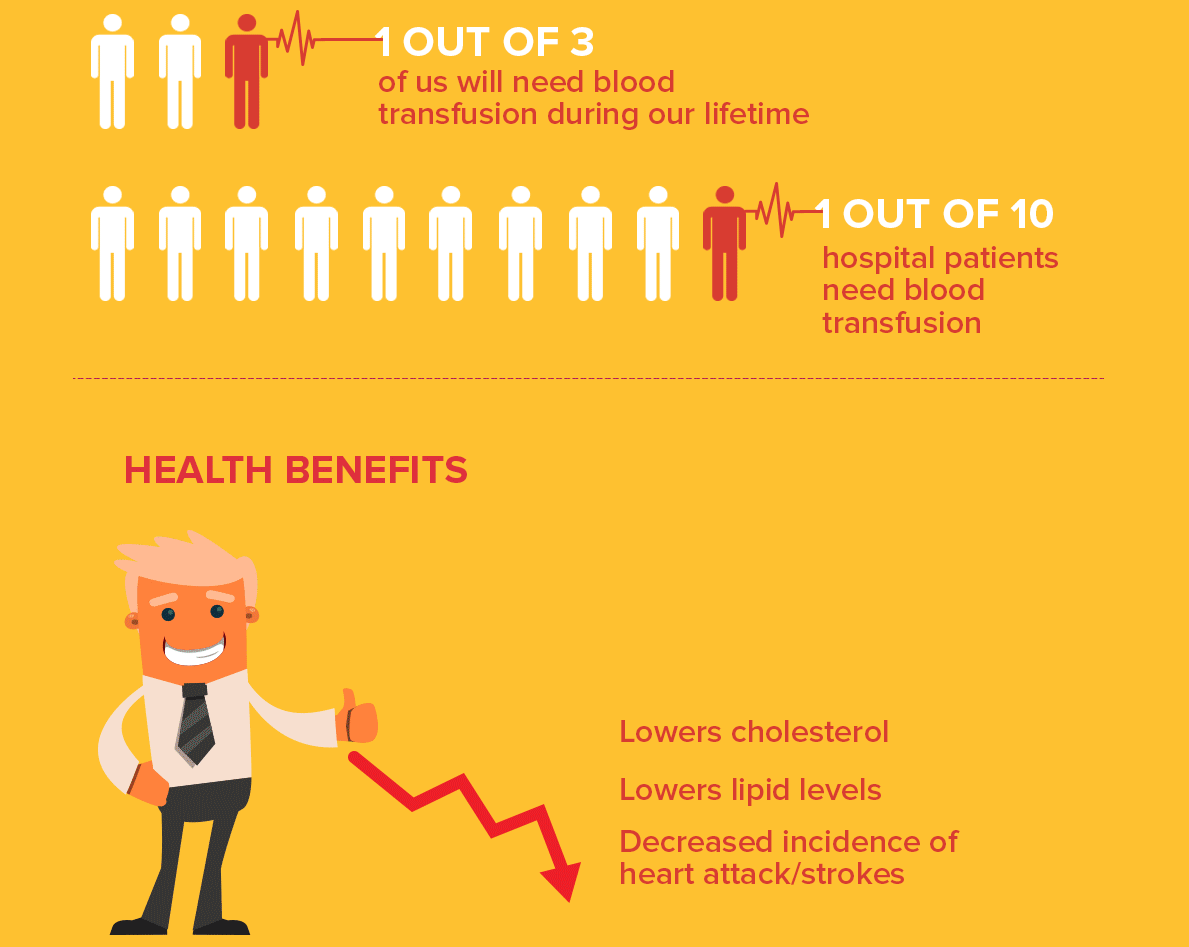 1 OUT OF 3
of us will need blood
transfusion during our lifetime
1 OUT OF 10
hospital patients
need blood
transfusion
HEALTH BENEFITS
Lowers cholesterol
Lowers lipid levels
Decreased incidence of
heart attack/strokes